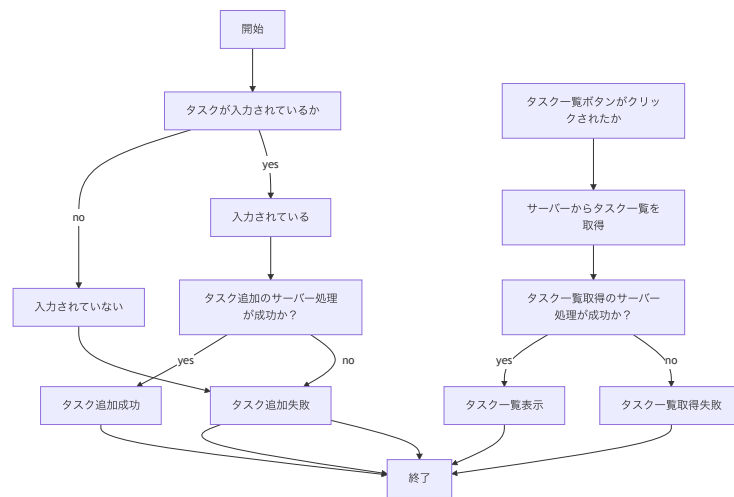 開始
タスクが入力されているか
タスク一覧ボタンがクリッ
クされたか
yes
no
入力されている
サーバーからタスク一覧を
取得
入力されていない
タスク追加のサーバー処理
が成功か？
タスク一覧取得のサーバー
処理が成功か？
yes
no
yes
no
タスク追加成功
タスク追加失敗
タスク一覧表示
タスク一覧取得失敗
終了